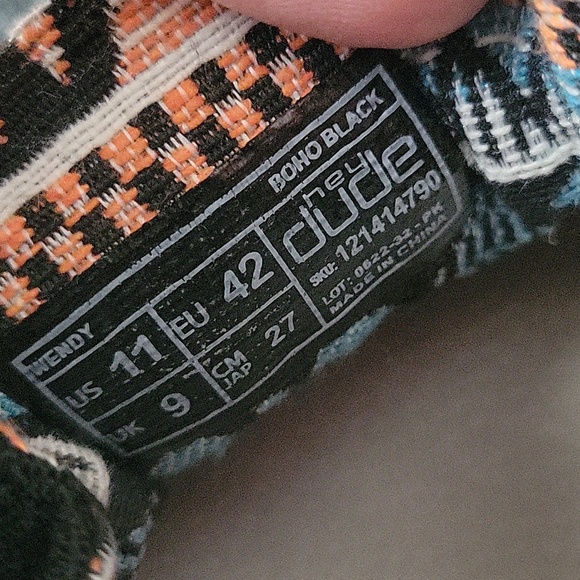 WENDY BOHO BLACK
US 11 EU 42
hey
dude
UK 9 CM
JAP 27
SKU: 121414790
LOT: 0622-32-PK
MADE IN CHINA